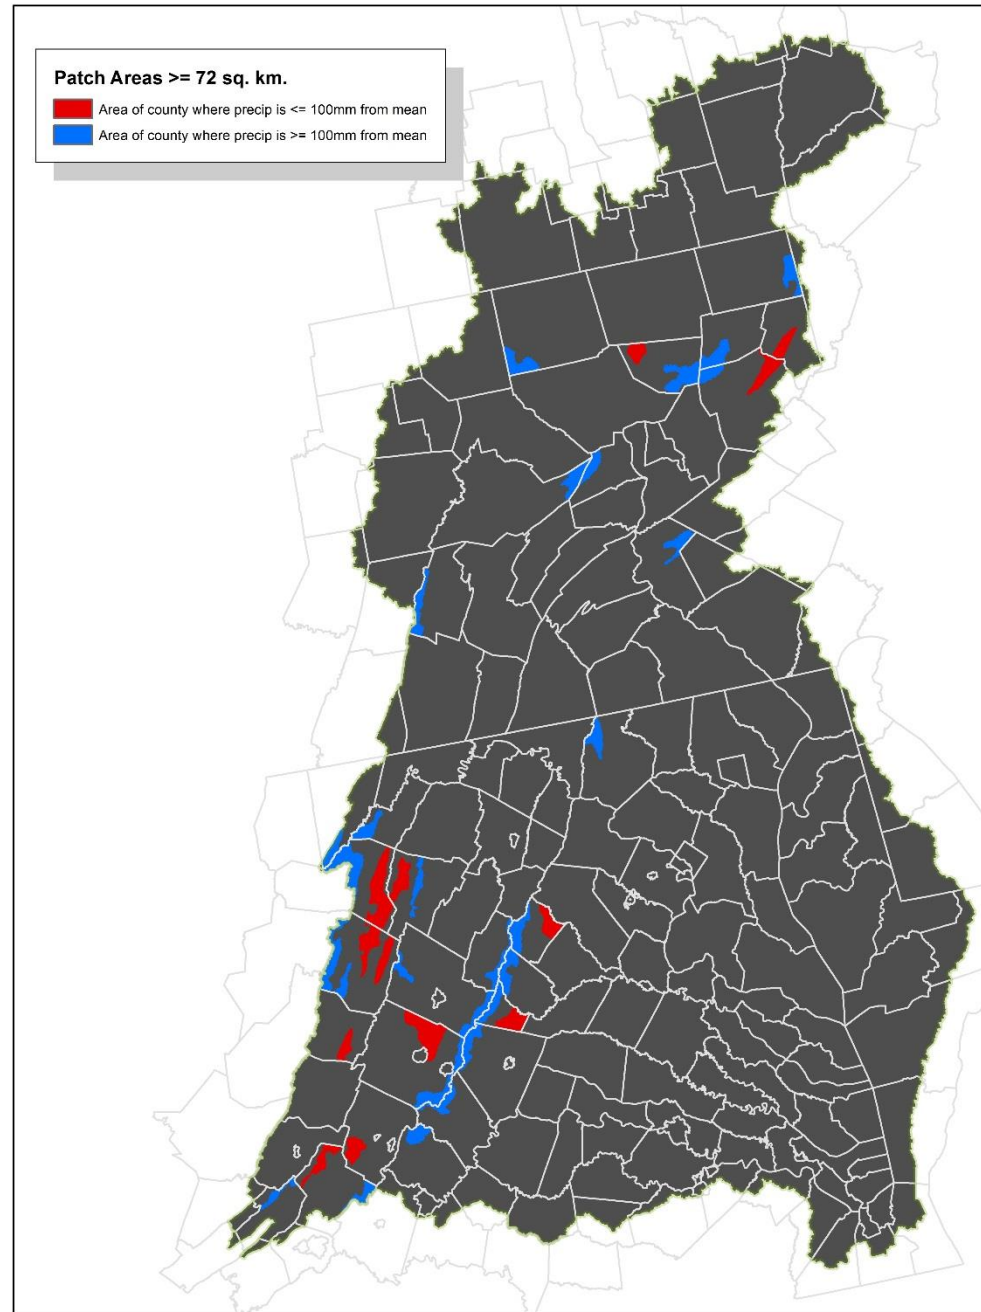 Patch Areas >= 72 sq. km.
Area of county where precip is <= 100mm from mean
Area of county where precip is >= 100mm from mean